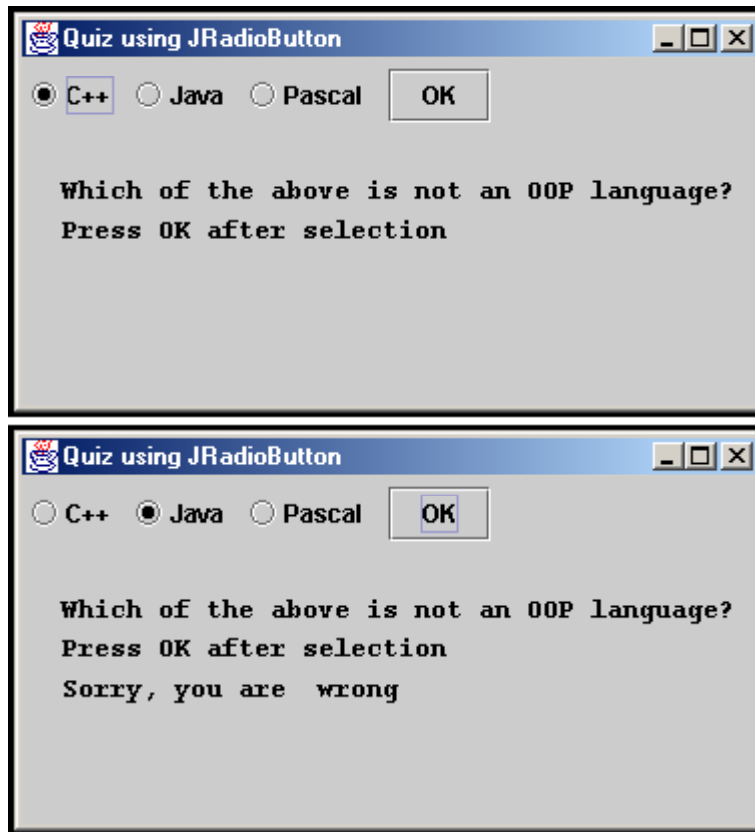 Quiz using JRadioButton
C++ Java Pascal OK
Which of the above is not an OOP language?
Press OK after selection
Quiz using JRadioButton
C++ Java Pascal OK
Which of the above is not an OOP language?
Press OK after selection
Sorry, you are  wrong